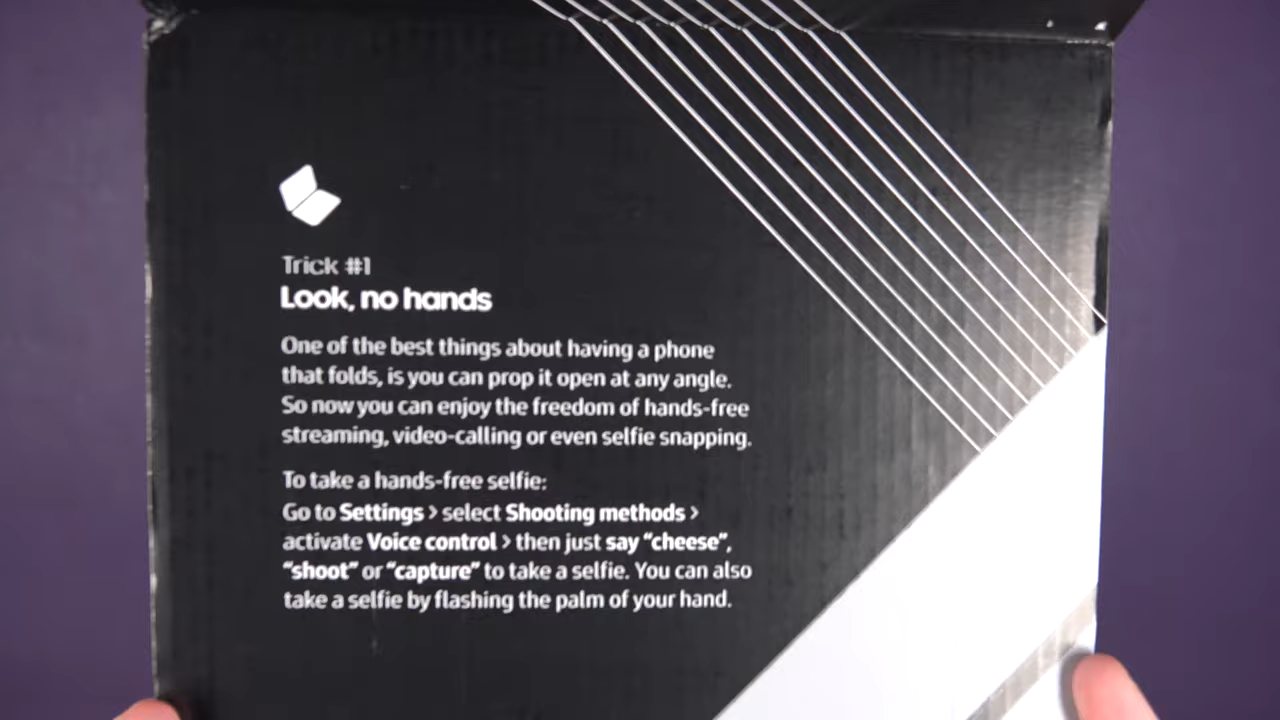 Trick #1
Look, no hands
One of the best things about having a phone
that folds, is you can prop it open at any angle.
So now you can enjoy the freedom of hands-free
streaming, video-calling or even selfie snapping.
To take a hands-free selfie:
Go to Settings > select Shooting methods >
activate Voice control > then just say “cheese”,
“shoot” or “capture” to take a selfie. You can also
take a selfie by flashing the palm of your hand.